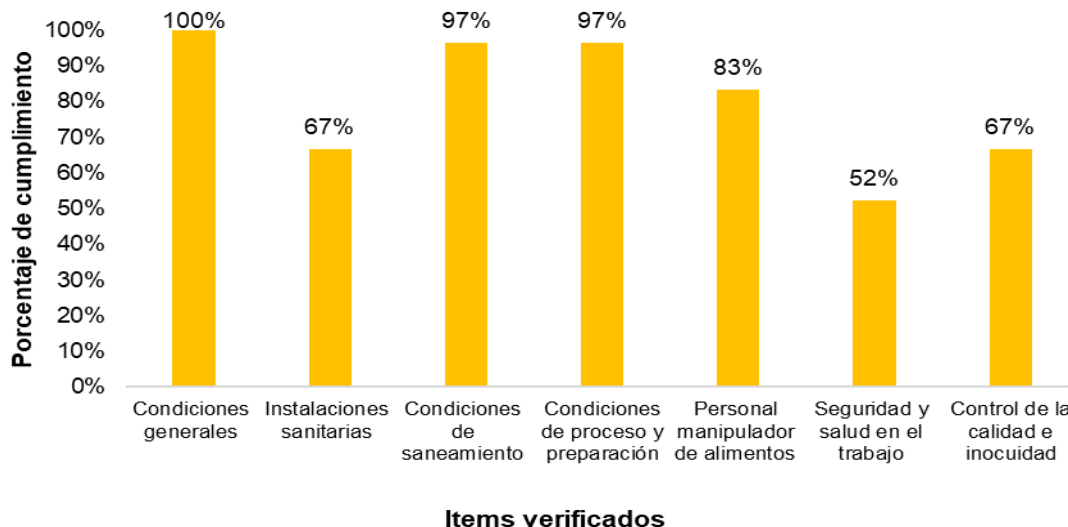 Porcentaje de cumplimiento
100%
90%
80%
70%
60%
50%
40%
30%
20%
10%
0%
100%
67%
97%
97%
83%
52%
67%
Condiciones
generales
Instalaciones
sanitarias
Condiciones
de
saneamiento
Condiciones
de proceso y
preparación
Personal
manipulador
de alimentos
Seguridad y
salud en el
trabajo
Control de la
calidad e
inocuidad
Items verificados